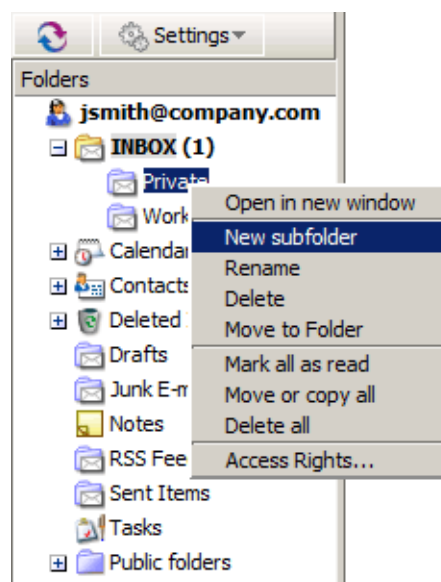 Settings
Folders
jsmith@company.com
INBOX (1)
Private
Work
Calendar
Contacts
Deleted
Drafts
Junk E-m
Notes
RSS Fee
Sent Items
Tasks
Public folders
Open in new window
New subfolder
Rename
Delete
Move to Folder
Mark all as read
Move or copy all
Delete all
Access Rights...